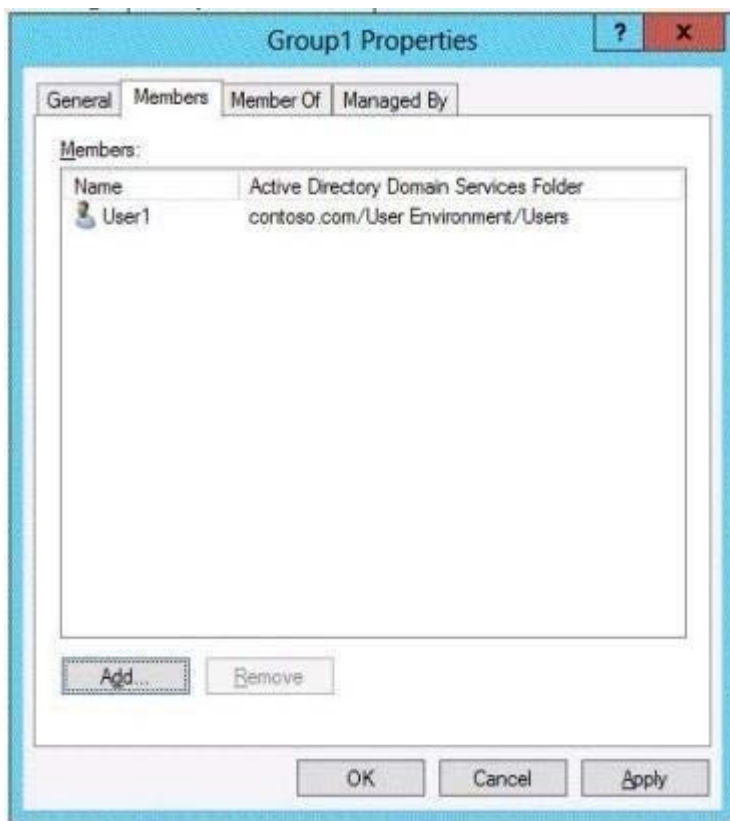 Group1 Properties
? x
General Members Member Of Managed By
Members:
Name Active Directory Domain Services Folder
User1 contoso.com/User Environment/Users
Add... Remove
OK Cancel Apply